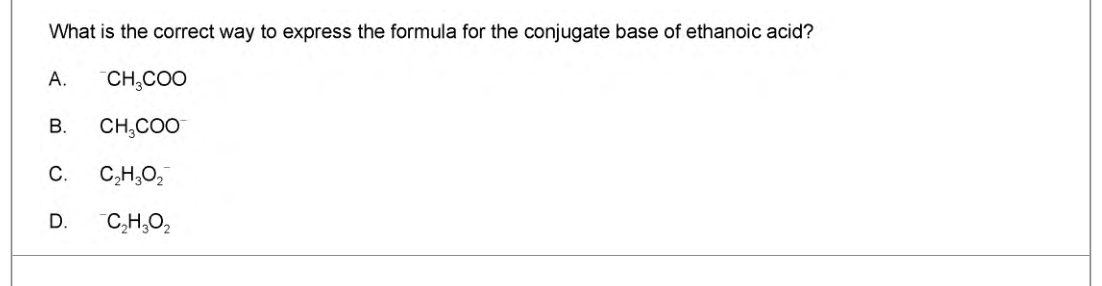 What is the correct way to express the formula for the conjugate base of ethanoic acid?
A. ⁻CH₃COO
B. CH₃COO⁻
C. C₂H₃O₂⁻
D. ⁻C₂H₃O₂